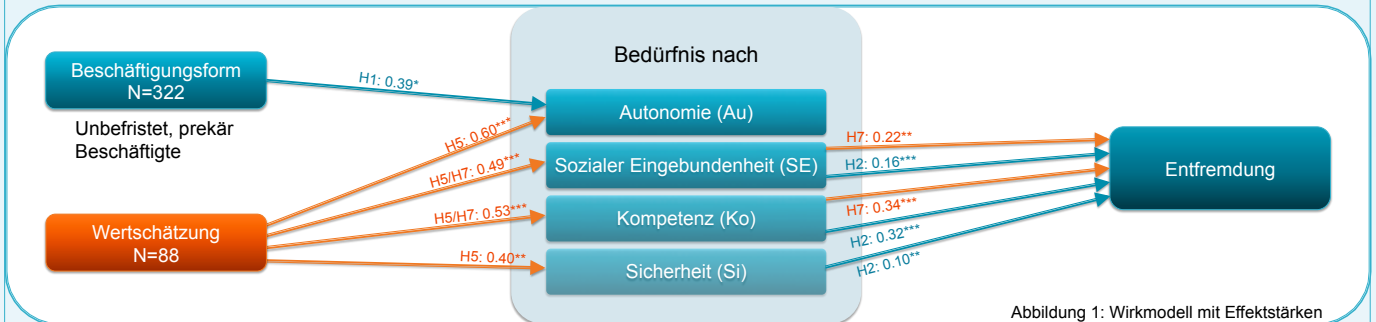 Bedürfnis nach
Beschäftigungsform
N=322
Unbefristet, prekär
Beschäftigte
Wertschätzung
N=88
H1: 0.39*
H5: 0.60***
H5/H7: 0.49***
H5/H7: 0.53***
H5: 0.40**
Autonomie (Au)
Sozialer Eingebundenheit (SE)
Kompetenz (Ko)
Sicherheit (Si)
H7: 0.22**
H2: 0.16***
H7: 0.34***
H2: 0.32***
H2: 0.10**
Entfremdung
Abbildung 1: Wirkmodell mit Effektstärken